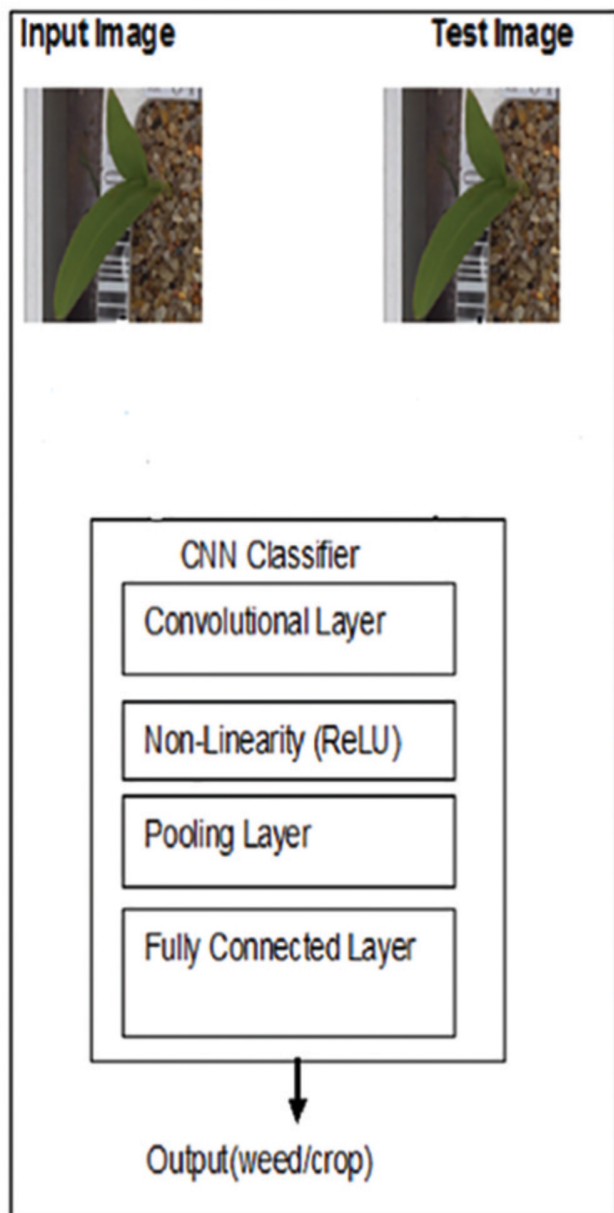 Input Image
Test Image
CNN Classifier
Convolutional Layer
Non-Linearity (ReLU)
Pooling Layer
Fully Connected Layer
Output(weed/crop)